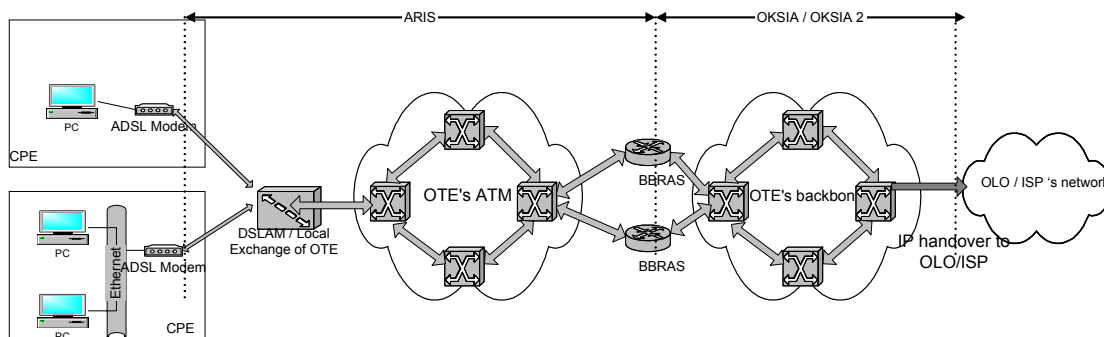 ARIS
OKSIA / OKSIA 2
PC
ADSL Modem
CPE
OTE's ATM
BBRAS
OTE's backbon
OLO / ISP 's network
DSLAM / Local
Exchange of OTE
BBRAS
IP handover to
OLO/ISP
PC
ADSL Modem
Ethernet
PC
CPE